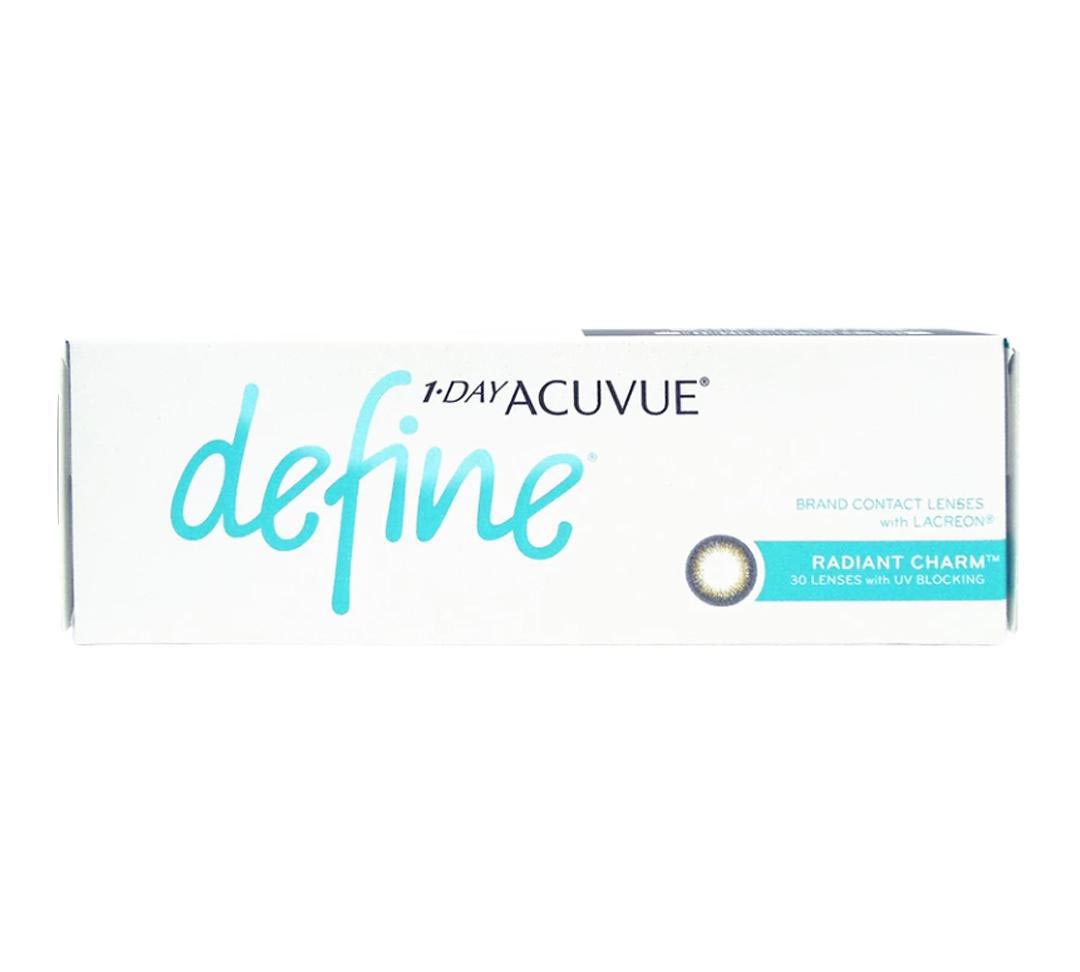 1·DAY ACUVUE®
define®
BRAND CONTACT LENSES
with LACREON®
RADIANT CHARM™
30 LENSES with UV BLOCKING